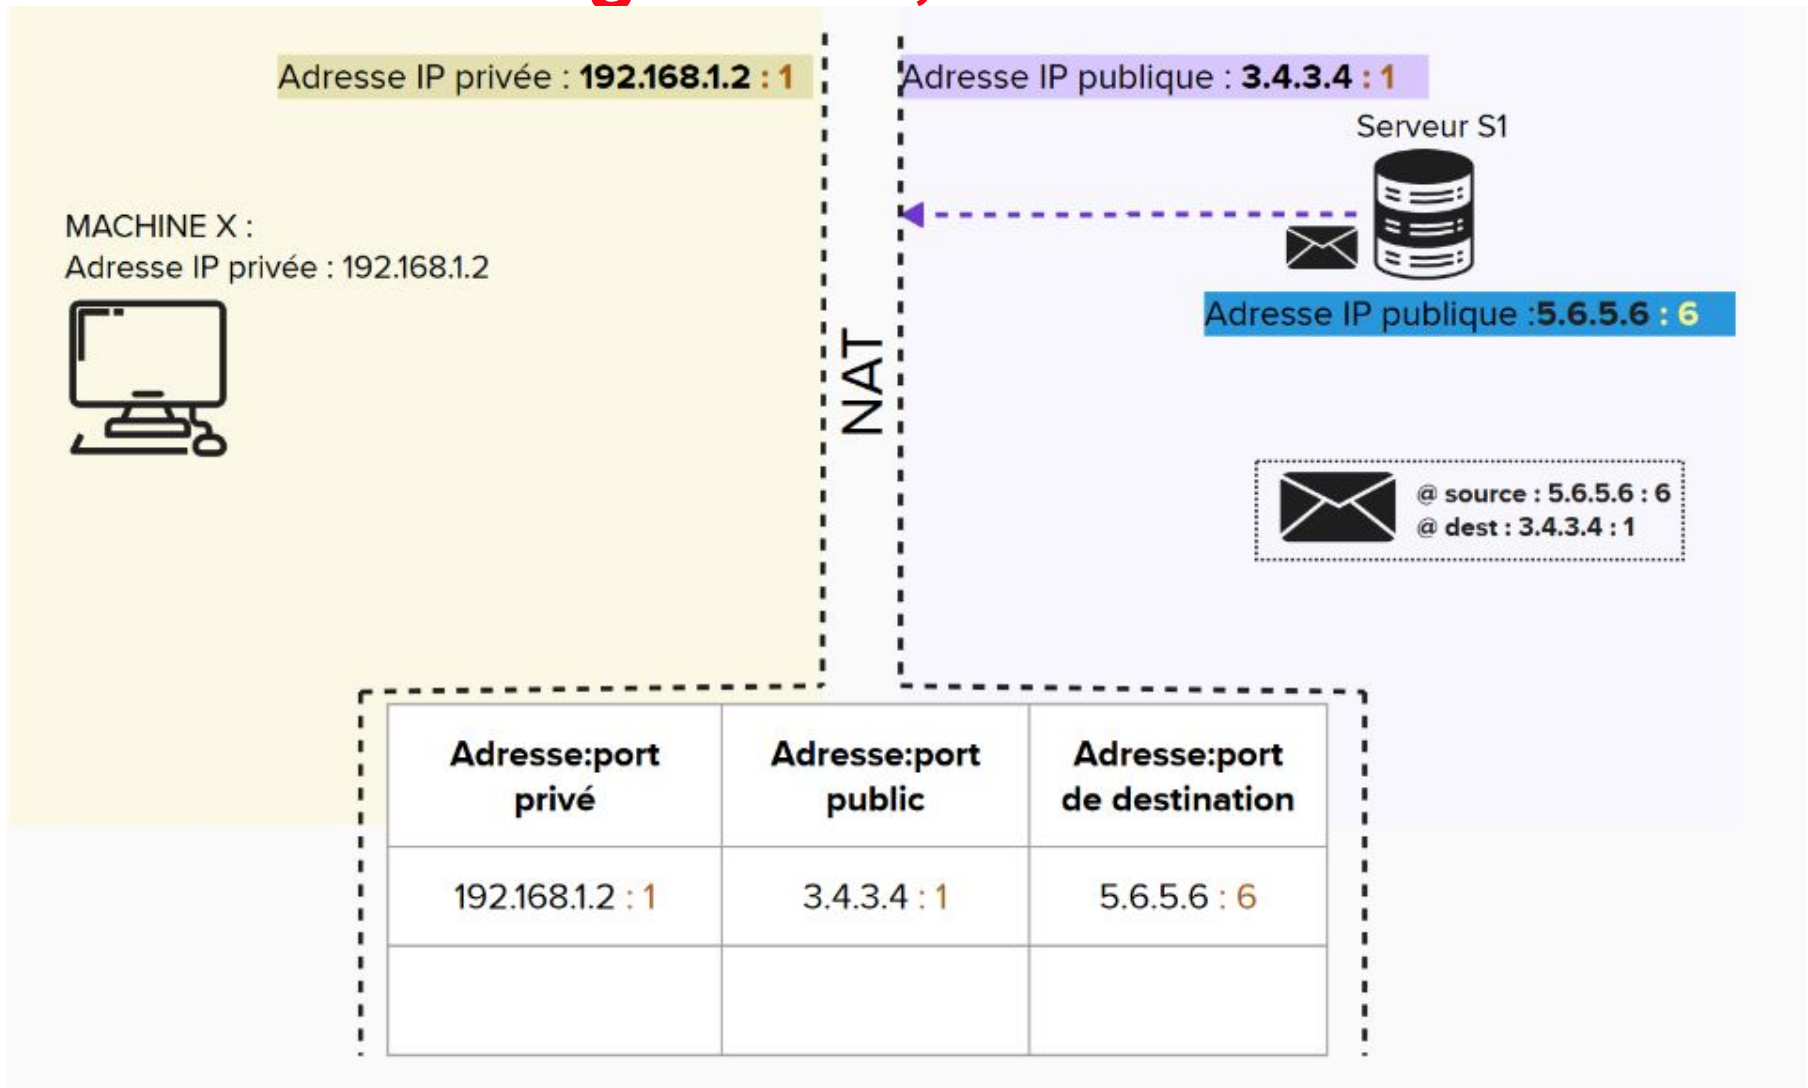 Adresse IP privée : 192.168.1.2 : 1
Adresse IP publique : 3.4.3.4 : 1
Serveur S1
MACHINE X :
Adresse IP privée : 192.168.1.2
Adresse IP publique :5.6.5.6 : 6
NAT
@ source : 5.6.5.6 : 6
@ dest : 3.4.3.4 : 1
Adresse:port
privé
Adresse:port
public
Adresse:port
de destination
192.168.1.2 : 1
3.4.3.4 : 1
5.6.5.6 : 6